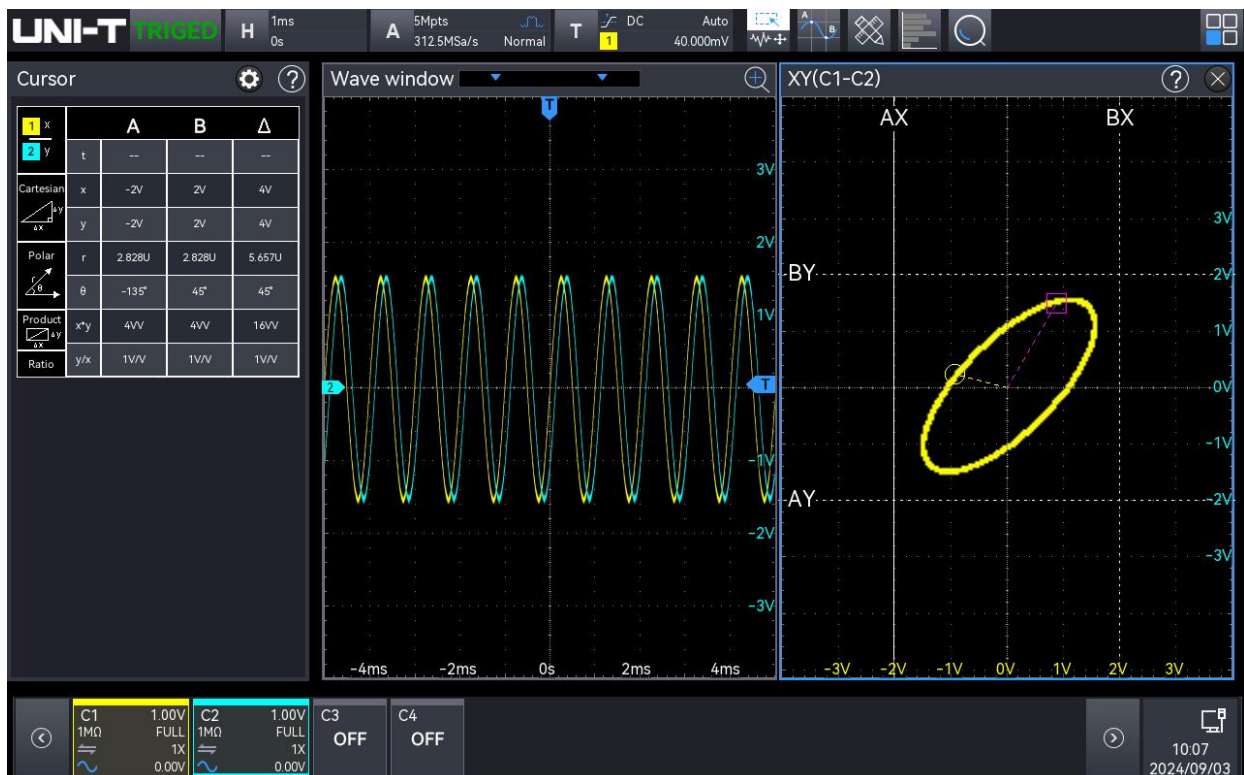 UNI-T TRIGED H 1ms 0s A 5Mpts 312.5MSa/s Normal T DC 1 Auto 40.000mV A B
Cursor ?
Wave window
XY(C1-C2) ?
1 x
2 y
A B Δ
t -- -- --
Cartesian Δy Δx
x -2V 2V 4V
y -2V 2V 4V
Polar r θ
r 2.828U 2.828U 5.657U
θ -135° 45° 45°
Product Δy Δx
x*y 4VV 4VV 16VV
Ratio
y/x 1V/V 1V/V 1V/V
T
3V
2V
1V
2 T
-1V
-2V
-3V
-4ms -2ms 0s 2ms 4ms
AX BX
3V
BY 2V
1V
0V
-1V
AY -2V
-3V
-3V -2V -1V 0V 1V 2V 3V
C1 1.00V
1MΩ FULL
1X
0.00V
C2 1.00V
1MΩ FULL
1X
0.00V
C3
OFF
C4
OFF
10:07
2024/09/03